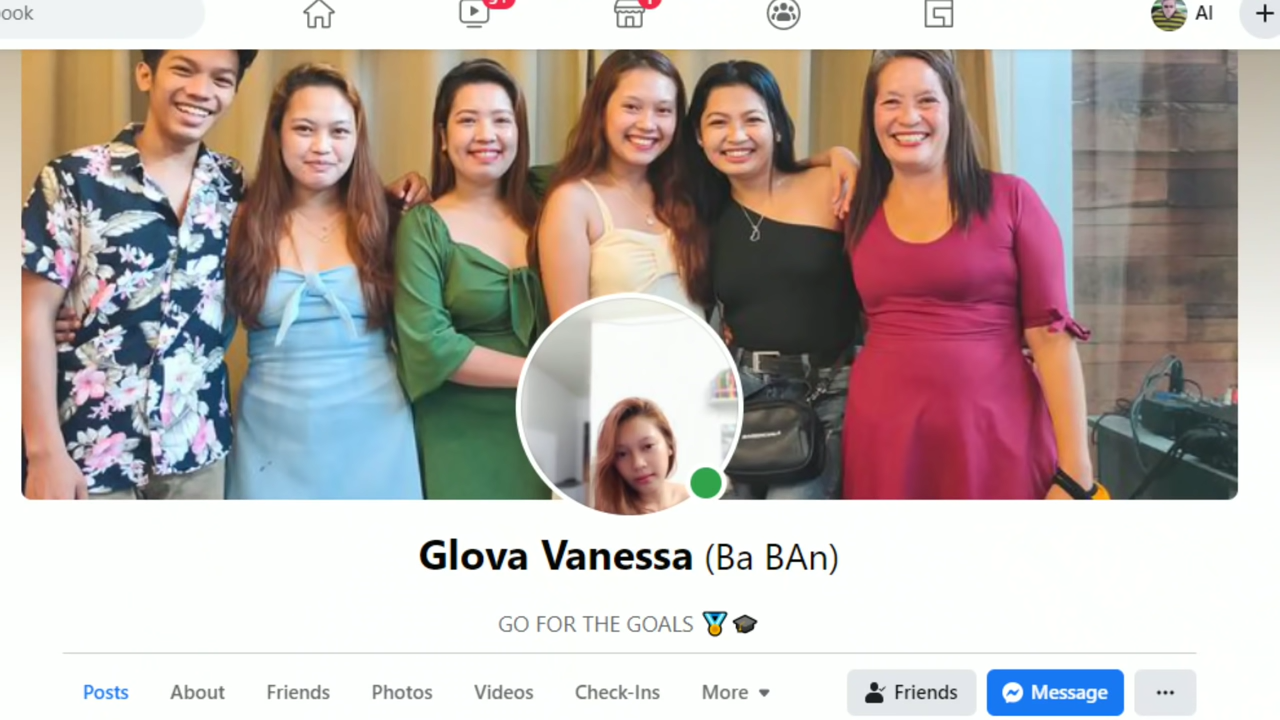 ook
AI
Glova Vanessa (Ba BAn)
GO FOR THE GOALS 🏅🎓
Posts
About
Friends
Photos
Videos
Check-Ins
More
Friends
Message